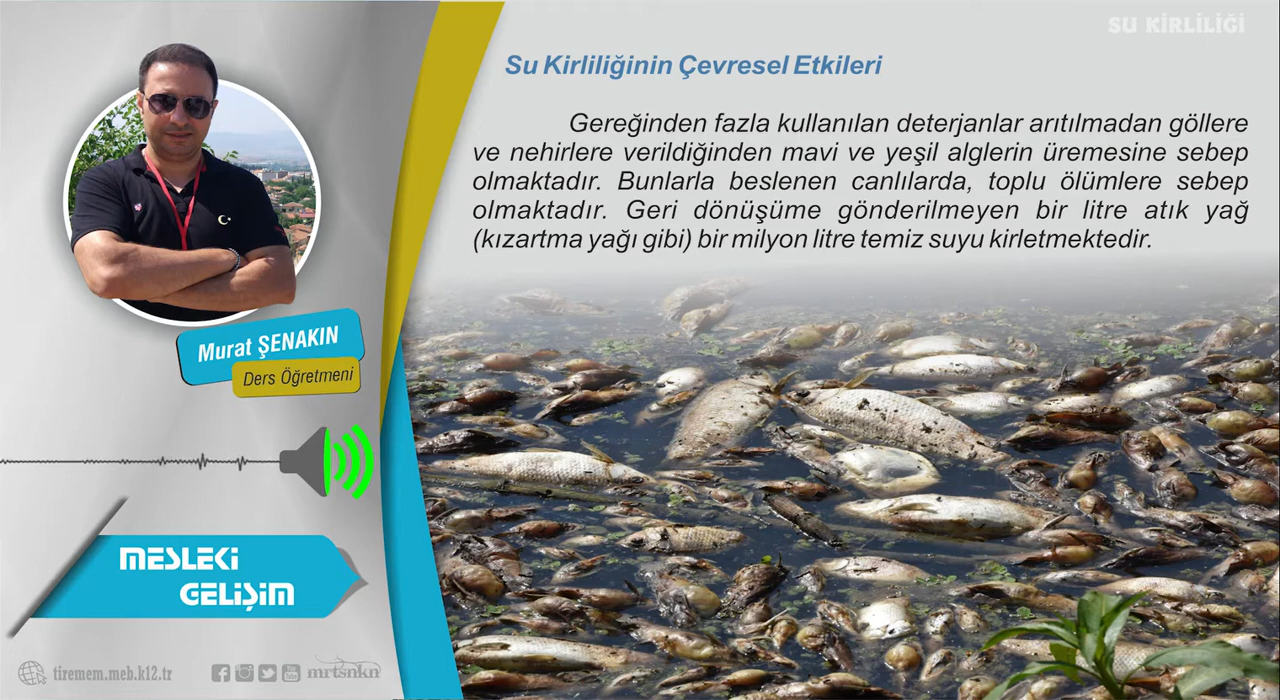 SU KİRLİLİĞİ
Su Kirliliğinin Çevresel Etkileri
Gereğinden fazla kullanılan deterjanlar arıtılmadan göllere
ve nehirlere verildiğinden mavi ve yeşil alglerin üremesine sebep
olmaktadır. Bunlarla beslenen canlılarda, toplu ölümlere sebep
olmaktadır. Geri dönüşüme gönderilmeyen bir litre atık yağ
(kızartma yağı gibi) bir milyon litre temiz suyu kirletmektedir.
Murat ŞENAKIN
Ders Öğretmeni
MESLEKİ
GELİŞİM
tiremem.meb.k12.tr
mrtsnkn